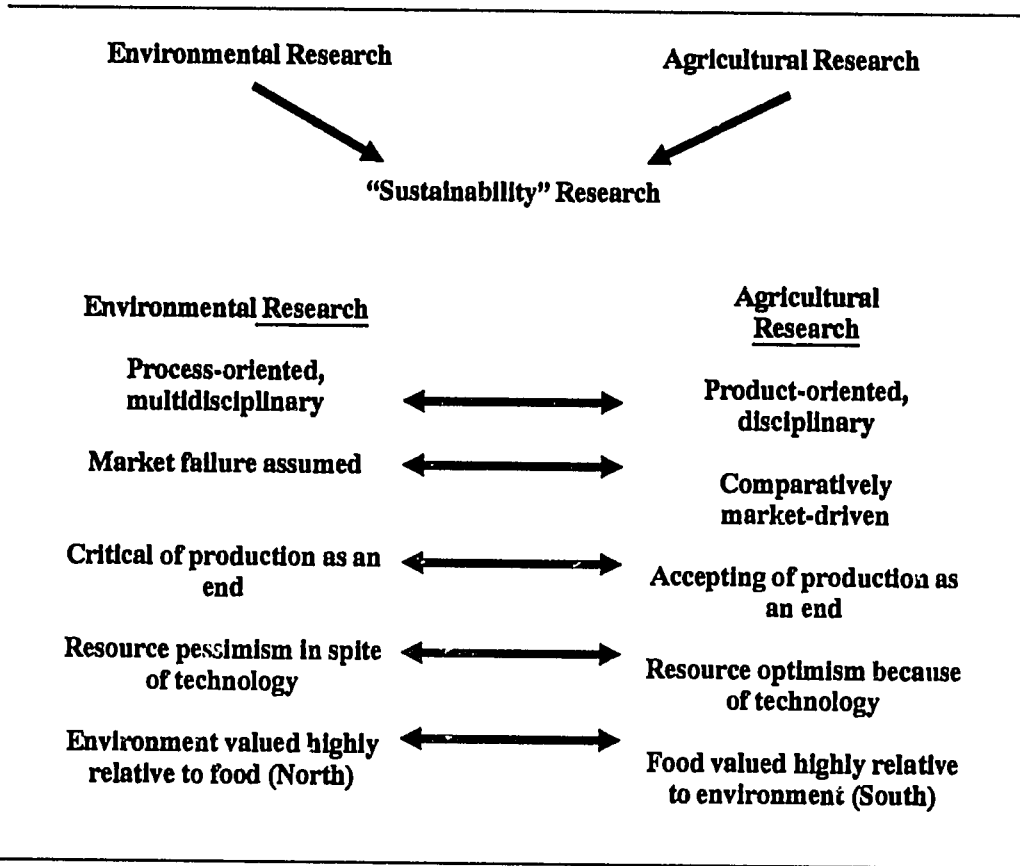 Environmental Research
Agricultural Research
“Sustainability” Research
Environmental Research
Agricultural
Research
Process-oriented,
multidisciplinary
Product-oriented,
disciplinary
Market failure assumed
Comparatively
market-driven
Critical of production as an
end
Accepting of production as
an end
Resource pessimism in spite
of technology
Resource optimism because
of technology
Environment valued highly
relative to food (North)
Food valued highly relative
to environment (South)